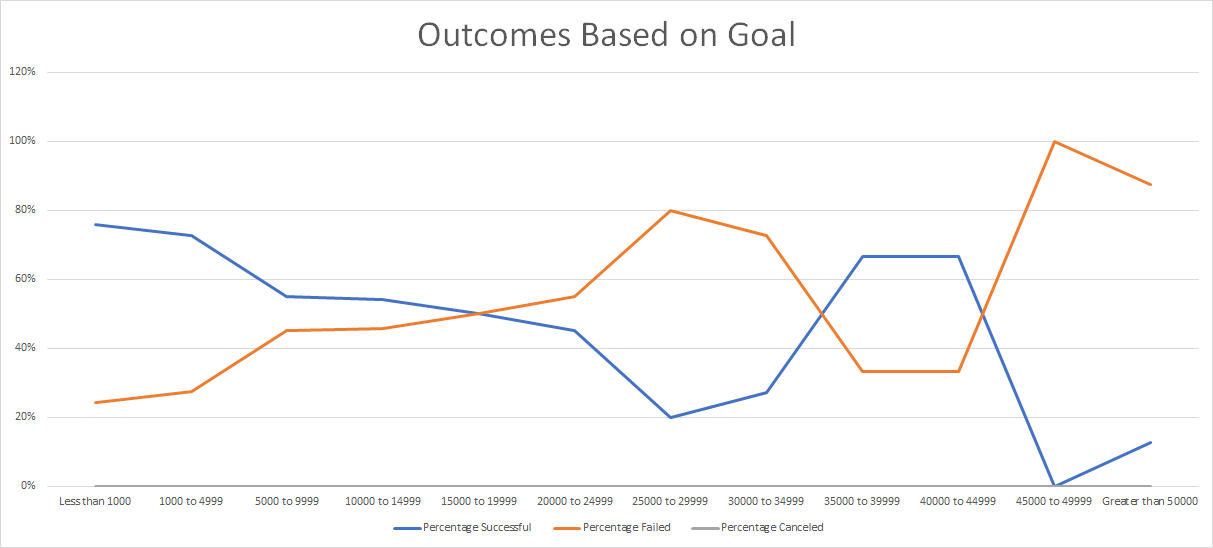 Outcomes Based on Goal
120%
100%
80%
60%
40%
20%
0%
Less than 1000 1000 to 4999 5000 to 9999 10000 to 14999 15000 to 19999 20000 to 24999 25000 to 29999 30000 to 34999 35000 to 39999 40000 to 44999 45000 to 49999 Greater than 50000
Percentage Successful Percentage Failed Percentage Canceled